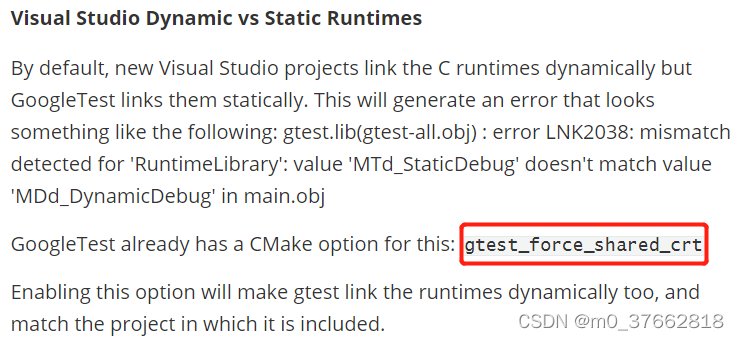 Visual Studio Dynamic vs Static Runtimes
By default, new Visual Studio projects link the C runtimes dynamically but
GoogleTest links them statically. This will generate an error that looks
something like the following: gtest.lib(gtest-all.obj) : error LNK2038: mismatch
detected for 'RuntimeLibrary': value 'MTd_StaticDebug' doesn't match value
'MDd_DynamicDebug' in main.obj
GoogleTest already has a CMake option for this: gtest_force_shared_crt
Enabling this option will make gtest link the runtimes dynamically too, and
match the project in which it is included.
CSDN @m0_37662818